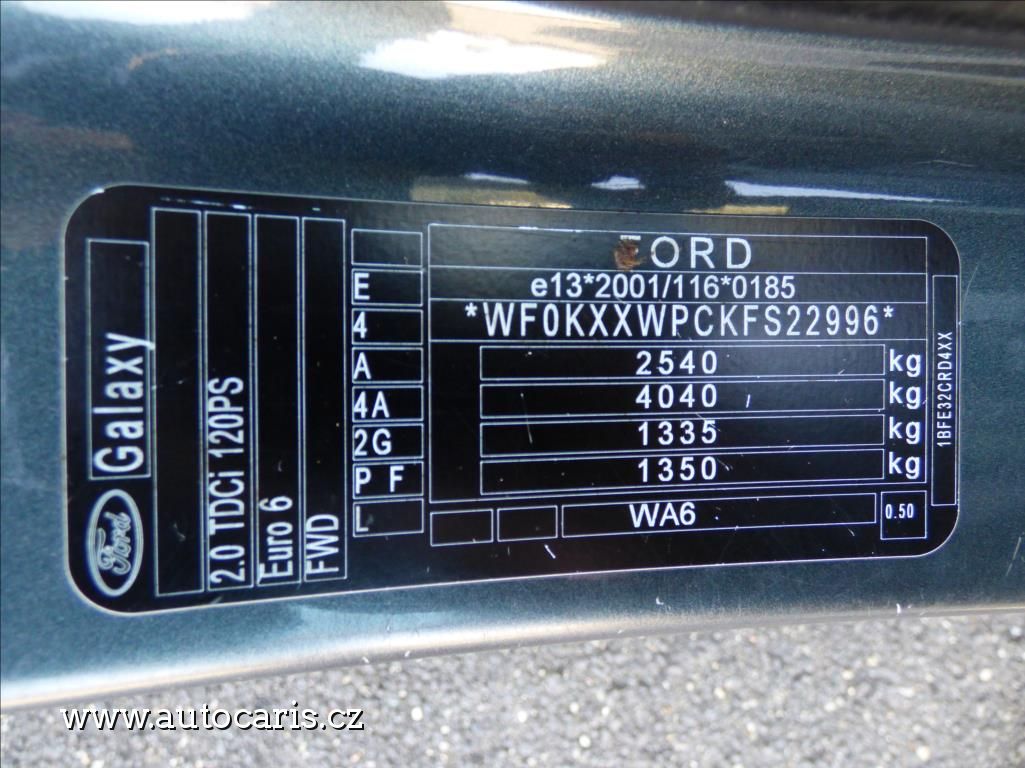 Ford
Galaxy
2.0 TDCi 120PS
Euro 6
FWD
E
4
A
4A
2G
P F
L
ORD
e13*2001/116*0185
*WF0KXXWPCKFS22996*
2540 kg
4040 kg
1335 kg
1350 kg
WA6
0.50
1BFE32CRD4XX
www.autocaris.cz